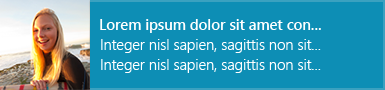 Lorem ipsum dolor sit amet con...
Integer nisl sapien, sagittis non sit...
Integer nisl sapien, sagittis non sit...